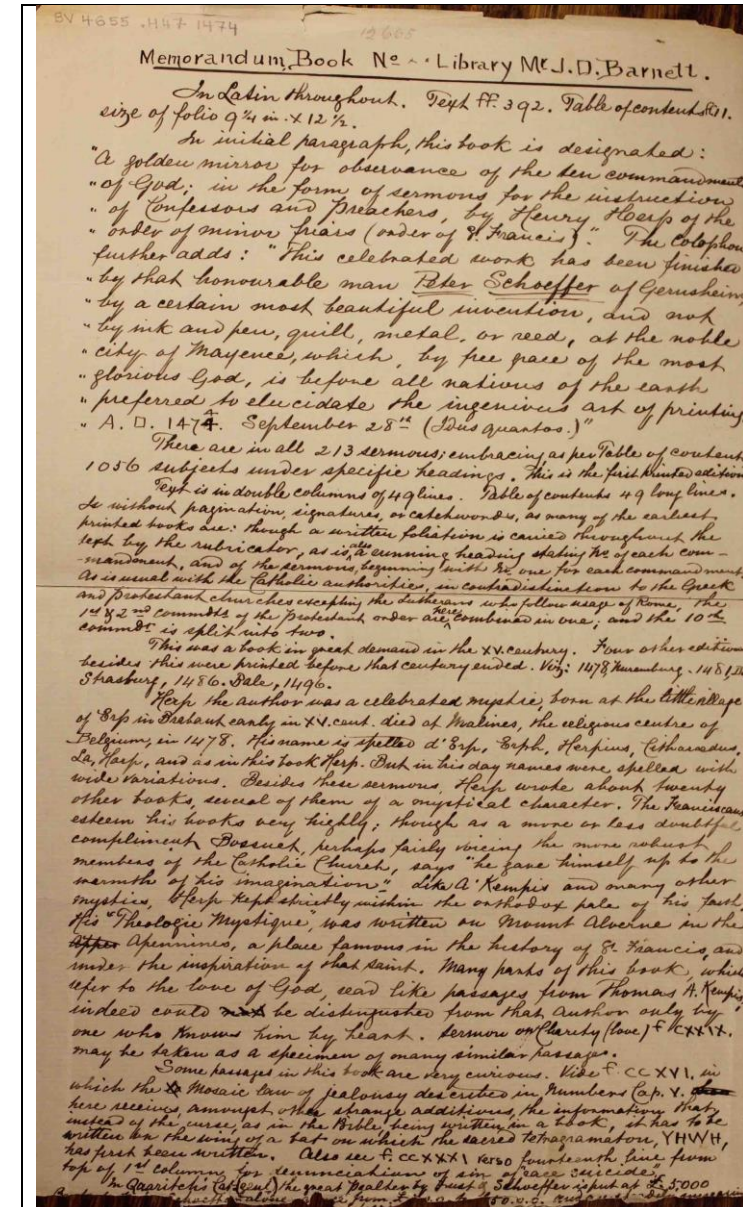 BV 4655 .H47 1474
12665
Memorandum Book No -- Library Mr J.D. Barnett.
In Latin throughout. Text ff. 392. Table of contents ff 11.
size of folio 9¼ in. x 12½.
In initial paragraph, this book is designated:
"A golden mirror for observance of the ten commandments
" of God; in the form of sermons for the instruction
" of Confessors and Preachers, by Henry Herp of the
" order of minor friars (order of St. Francis)." The colophon
further adds: "This celebrated work has been finished
" by that honourable man Peter Schoeffer of Gernsheim,
" by a certain most beautiful invention, and not
" by ink and pen, quill, metal, or reed, at the noble
" city of Mayence, which, by free grace of the most
" glorious God, is before all nations of the earth
" preferred to elucidate the ingenious art of printing
" A.D. 1474. September 28th (Idus quartos.)"
There are in all 213 sermons; embracing as per Table of content
1056 subjects under specific headings. This is the first printed edition
Text is in double columns of 49 lines. Table of contents 49 long lines.
Is without pagination, signatures, or catchwords, as many of the earliest
printed books are: though a written foliation is carried throughout the
text by the rubricator, as is also a running heading stating No. of each com-
-mandment, and of the sermons, beginning with No. one for each commandment.
As is usual with the Catholic authorities, in contradistinction to the Greek
and Protestant churches excepting the Lutherans who follow usage of Rome, the
1st & 2nd commdts of the protestant order are here combined in one; and the 10th
commdt is split into two.
This was a book in great demand in the XV. century. Four other editions
besides this were printed before that century ended. Viz: 1478, Nuremburg - 1481,
Strasburg, 1486. Bale, 1496.
Herp the author was a celebrated mystic, born at the little village
of Erp in Brabant early in XV. cent. died at Malines, the religious centre of
Belgium, in 1478. His name is spelled d'Erp, Erph, Herpius, Citharœdus,
La Harp, and as in this book Herp. But in his day names were spelled with
wide variations. Besides these sermons, Herp wrote about twenty
other books, several of them of a mystical character. The Franciscans
esteem his books very highly; though as a more or less doubtful
compliment Bossuet, perhaps fairly voicing the more robust
members of the Catholic Church, says "he gave himself up to the
warmth of his imagination". Like A'Kempis and many other
mystics, Herp kept strictly within the orthodox pale of his faith.
His "Theologie Mystique", was written on Mount Alverne in the
Apennines, a place famous in the history of St. Francis, and
under the inspiration of that saint. Many parts of this book, which
refer to the love of God, read like passages from Thomas A. Kempis,
indeed could not be distinguished from that author only by
one who knows him by heart. Sermon on Charity (love) f. CXXIX.
may be taken as a specimen of many similar passages.
Some passages in this book are very curious. Vide f. CCXVI, in
which the Mosaic law of jealousy described in Numbers Cap. V.
here receives, amongst other strange additions, the information that
instead of the curse, as in the Bible, being written in a book, it has to be
written on the wing of a bat on which the sacred tetragramaton, YHWH,
has first been written. Also see f. CCXXXI verso fourteenth line from
top of 1st column, for denunciation of sin of "race suicide".
In Quaritch's the great Psalter by Fust & Schoeffer is put at £5,000